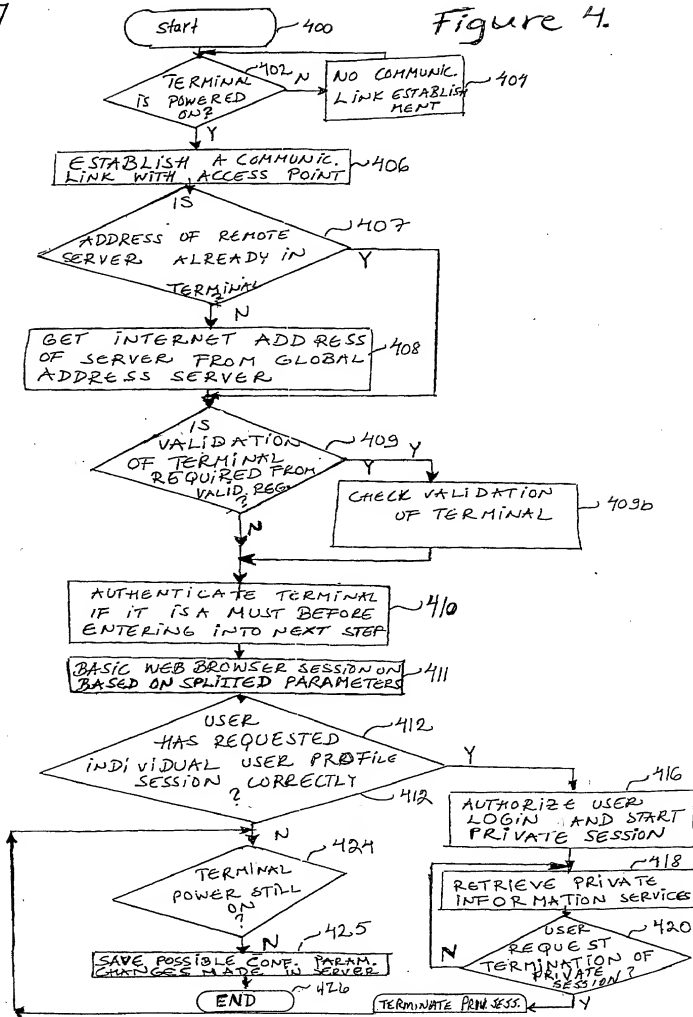 Figure 4.
start
400
TERMINAL
IS POWERED
ON?
402
N
Y
NO COMMUNIC.
LINK ESTABLISH
MENT
404
ESTABLISH A COMMUNIC.
LINK WITH ACCESS POINT
406
IS
ADDRESS OF REMOTE
SERVER ALREADY IN
TERMINAL
?
407
Y
N
GET INTERNET ADDRESS
OF SERVER FROM GLOBAL
ADDRESS SERVER
408
IS
VALIDATION
OF TERMINAL
REQUIRED FROM
VALID REG.
?
409
Y
Y
N
CHECK VALIDATION
OF TERMINAL
409b
AUTHENTICATE TERMINAL
IF IT IS A MUST BEFORE
ENTERING INTO NEXT STEP
410
BASIC WEB BROWSER SESSION ON
BASED ON SPLITTED PARAMETERS
411
USER
HAS REQUESTED
INDIVIDUAL USER PROFILE
SESSION CORRECTLY
?
412
412
Y
N
416
AUTHORIZE USER
LOGIN AND START
PRIVATE SESSION
418
RETRIEVE PRIVATE
INFORMATION SERVICES
420
USER
REQUEST
TERMINATION OF
PRIVATE
SESSION?
N
Y
TERMINATE PRIV. SESS.
424
TERMINAL
POWER STILL
ON
?
N
425
SAVE POSSIBLE CONF. PARAM.
CHANGES MADE IN SERVER
END
426